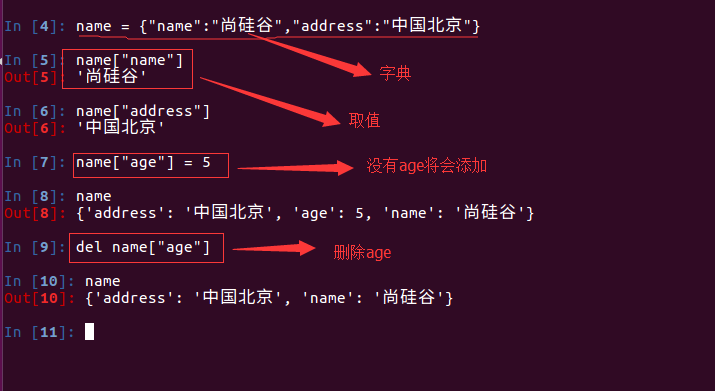 In [4]: name = {"name":"尚硅谷","address":"中国北京"}
In [5]: name["name"]
Out[5]: '尚硅谷'
字典
In [6]: name["address"]
Out[6]: '中国北京'
取值
In [7]: name["age"] = 5
没有age将会添加
In [8]: name
Out[8]: {'address': '中国北京', 'age': 5, 'name': '尚硅谷'}
In [9]: del name["age"]
删除age
In [10]: name
Out[10]: {'address': '中国北京', 'name': '尚硅谷'}
In [11]: